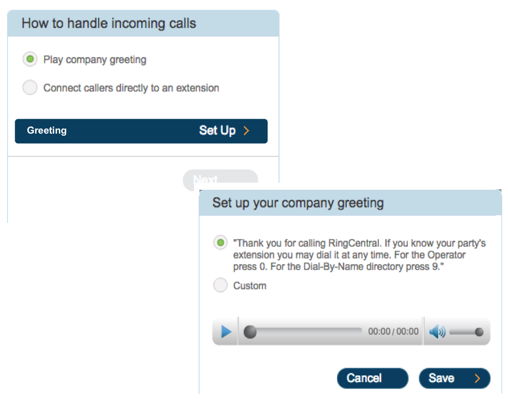 How to handle incoming calls
Play company greeting
Connect callers directly to an extension
Greeting
Set Up
Next
Set up your company greeting
"Thank you for calling RingCentral. If you know your party's
extension you may dial it at any time. For the Operator
press 0. For the Dial-By-Name directory press 9."
Custom
00:00 / 00:00
Cancel
Save